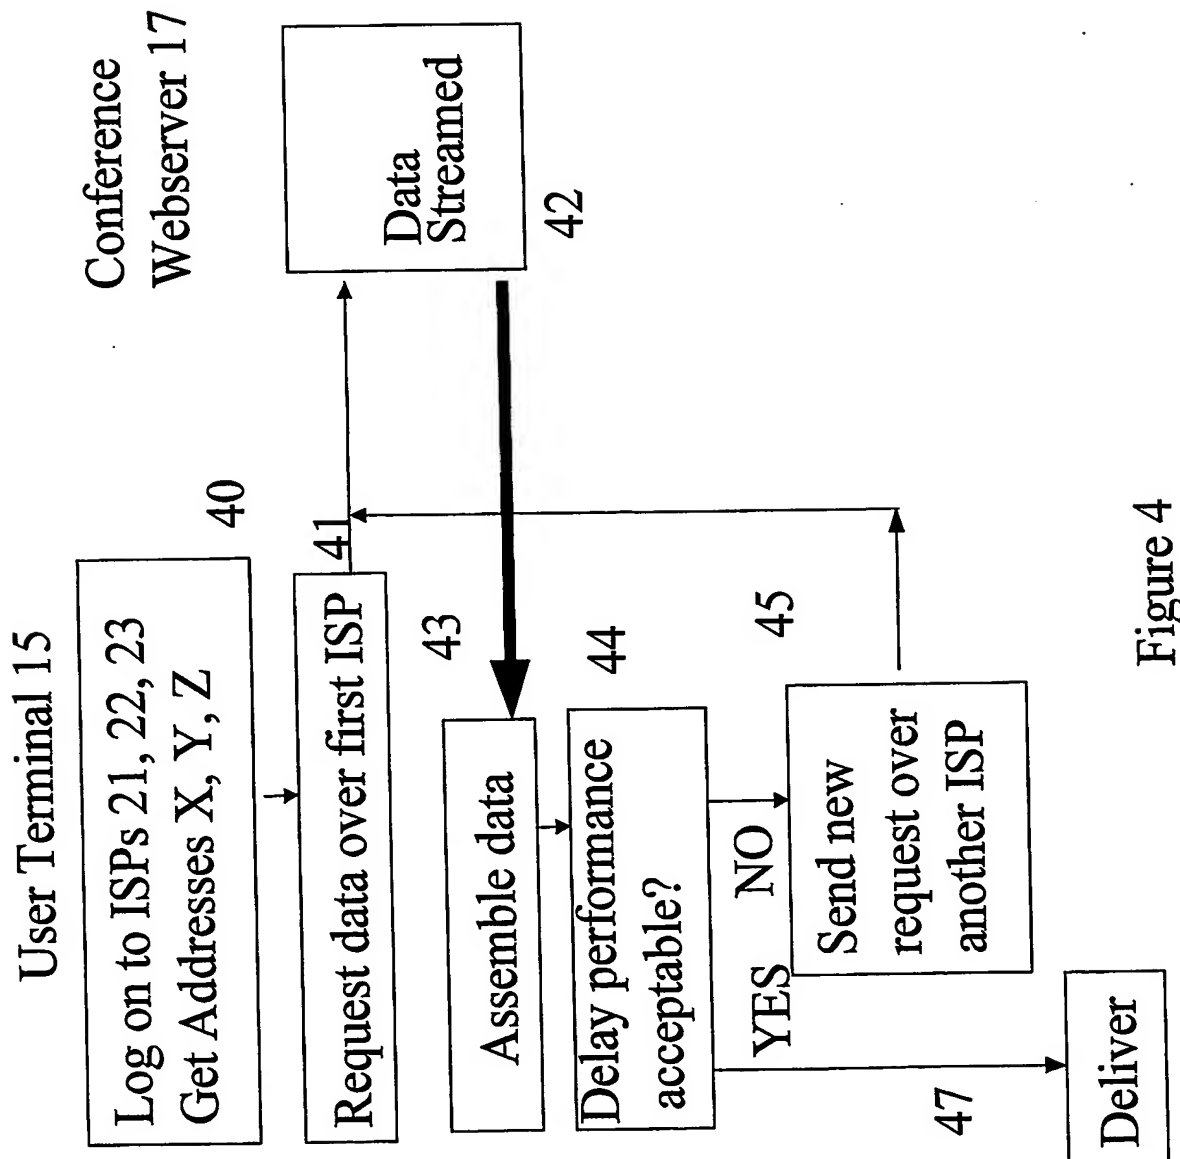 User Terminal 15
Conference
Webserver 17
Log on to ISPs 21, 22, 23
Get Addresses X, Y, Z
40
Request data over first ISP
41
Data
Streamed
42
Assemble data
43
Delay performance
acceptable?
44
YES
NO
Send new
request over
another ISP
45
47
Deliver
Figure 4